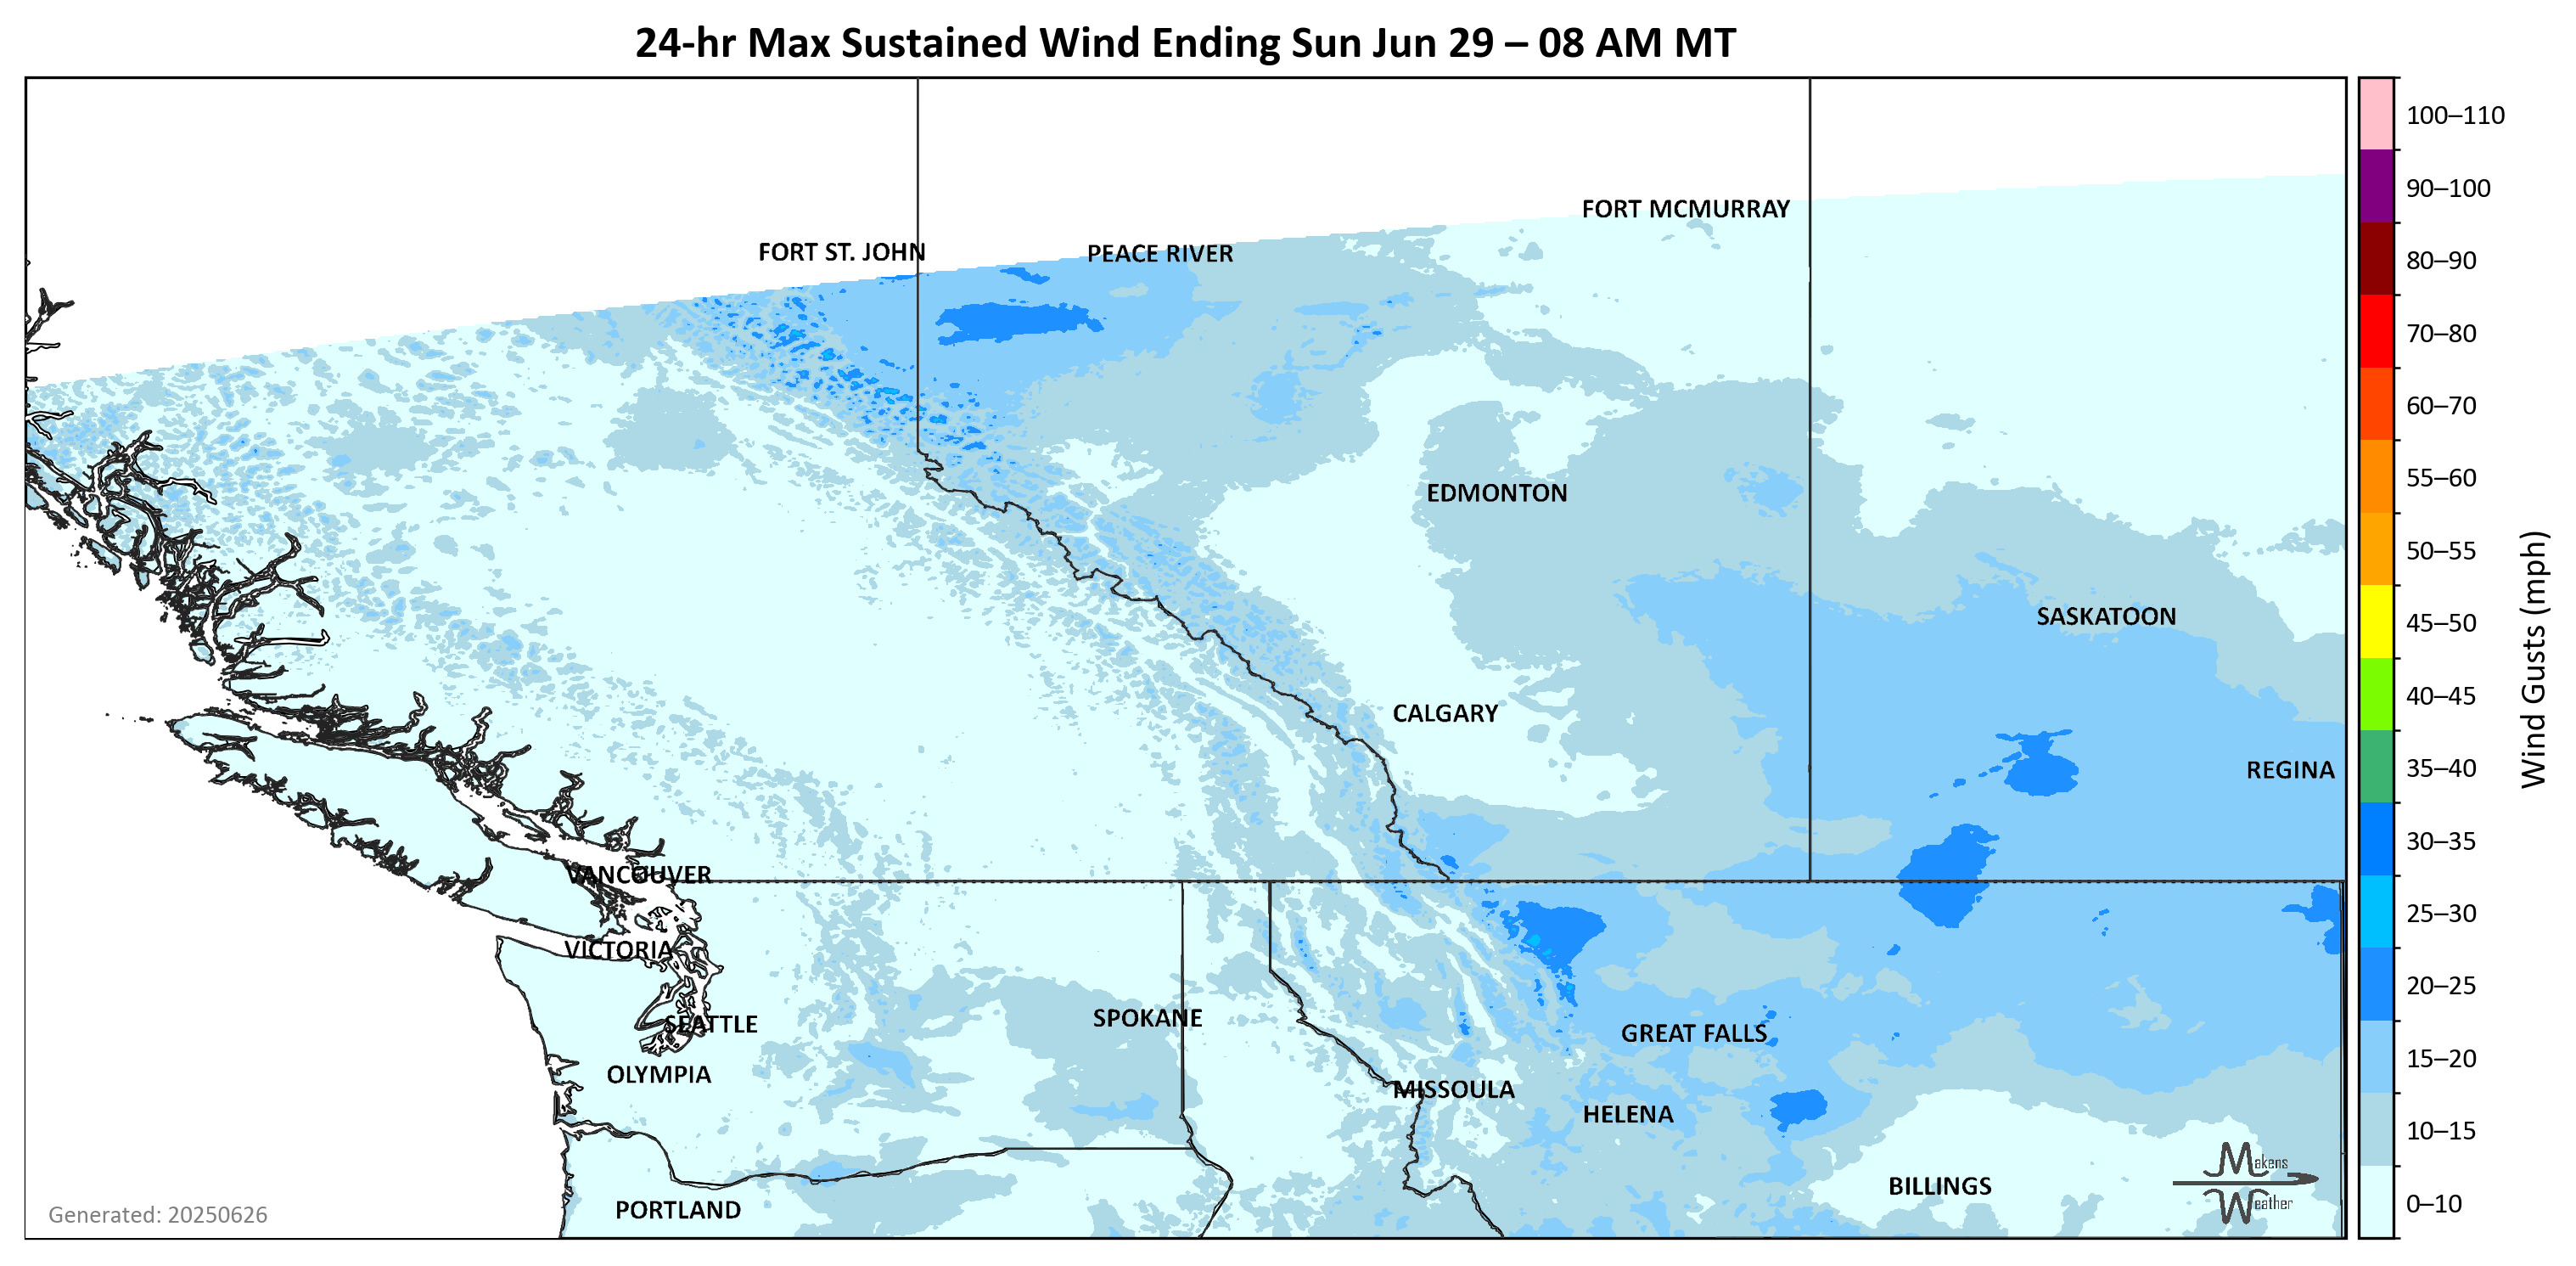 24-hr Max Sustained Wind Ending Sun Jun 29 – 08 AM MT
FORT MCMURRAY
FORT ST. JOHN
PEACE RIVER
EDMONTON
SASKATOON
CALGARY
REGINA
VANCOUVER
VICTORIA
SPOKANE
SEATTLE
GREAT FALLS
OLYMPIA
MISSOULA
HELENA
BILLINGS
PORTLAND
Makens
Weather
Generated: 20250626
100–110
90–100
80–90
70–80
60–70
55–60
50–55
45–50
40–45
35–40
30–35
25–30
20–25
15–20
10–15
0–10
Wind Gusts (mph)